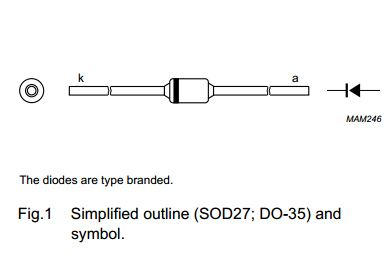 k
a
MAM246
The diodes are type branded.
Fig.1 Simplified outline (SOD27; DO-35) and
symbol.